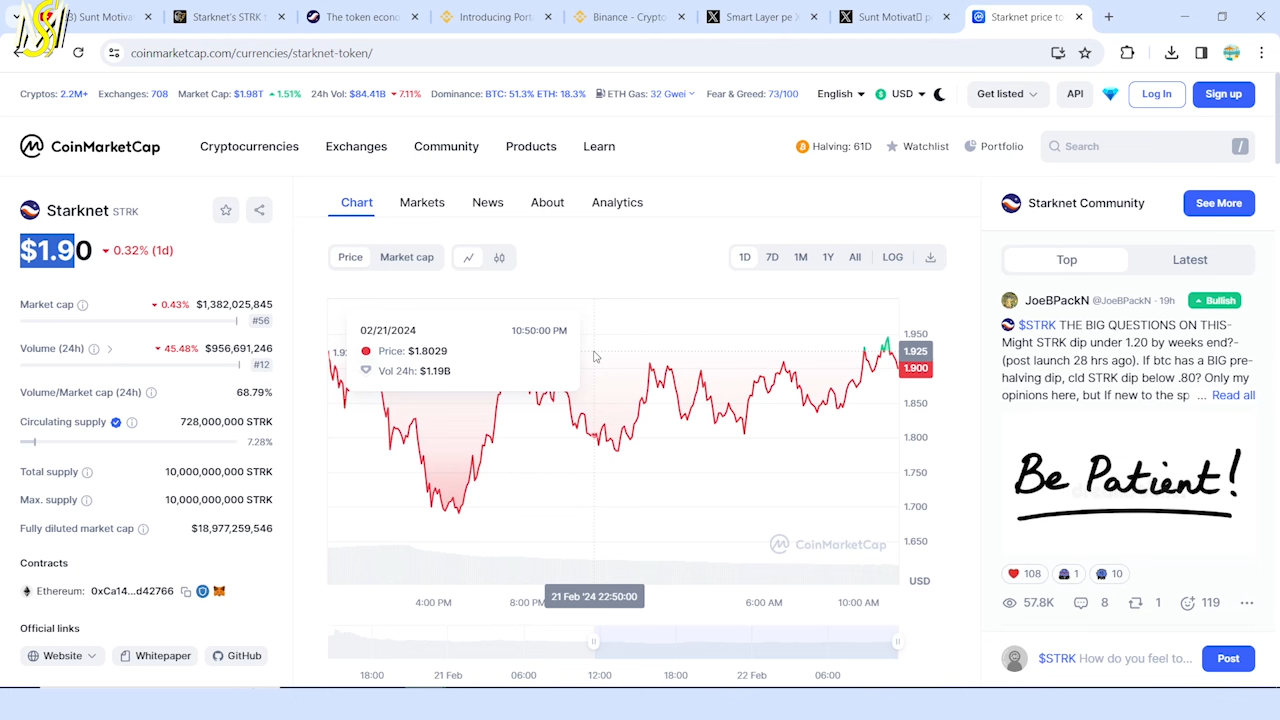 3) Sunt Motiva
Starknet's STRK t
The token econo
Introducing Port
Binance - Crypto
Smart Layer pe X
Starknet price to
coinmarketcap.com/currencies/starknet-token/
Cryptos: 2.2M+ Exchanges: 708 Market Cap: $1.98T 1.51% 24h Vol: $84.41B 7.11% Dominance: BTC: 51.3% ETH: 18.3% ETH Gas: 32 Gwei Fear & Greed: 73/100
English USD Get listed API Log In Sign up
CoinMarketCap Cryptocurrencies Exchanges Community Products Learn
Halving: 61D Watchlist Portfolio Search /
Starknet STRK
$1.90 0.32% (1d)
Market cap 0.43% $1,382,025,845
#56
Volume (24h) 45.48% $956,691,246
#12
Volume/Market cap (24h) 68.79%
Circulating supply 728,000,000 STRK
7.28%
Total supply 10,000,000,000 STRK
Max. supply 10,000,000,000 STRK
Fully diluted market cap $18,977,259,546
Contracts
Ethereum: 0xCa14...d42766
Official links
Website Whitepaper GitHub
Chart Markets News About Analytics
Price Market cap
1D 7D 1M 1Y All LOG
02/21/2024 10:50:00 PM
Price: $1.8029
Vol 24h: $1.19B
1.950
1.925
1.900
1.850
1.800
1.750
1.700
1.650
CoinMarketCap
USD
21 Feb '24 22:50:00
4:00 PM 8:00 PM 6:00 AM 10:00 AM
18:00 21 Feb 06:00 12:00 18:00 22 Feb 06:00
Starknet Community See More
Top Latest
JoeBPackN @JoeBPackN · 19h Bullish
$STRK THE BIG QUESTIONS ON THIS-
Might STRK dip under 1.20 by weeks end?-
(post launch 28 hrs ago). If btc has a BIG pre-
halving dip, cld STRK dip below .80? Only my
opinions here, but If new to the sp ... Read all
Be Patient!
108 1 10
57.8K 8 1 119
$STRK How do you feel to... Post